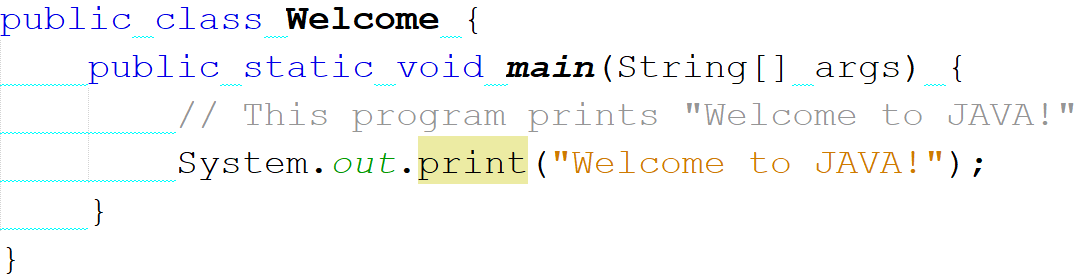 public class Welcome {
    public static void main(String[] args) {
        // This program prints "Welcome to JAVA!"
        System.out.print("Welcome to JAVA!");
    }
}